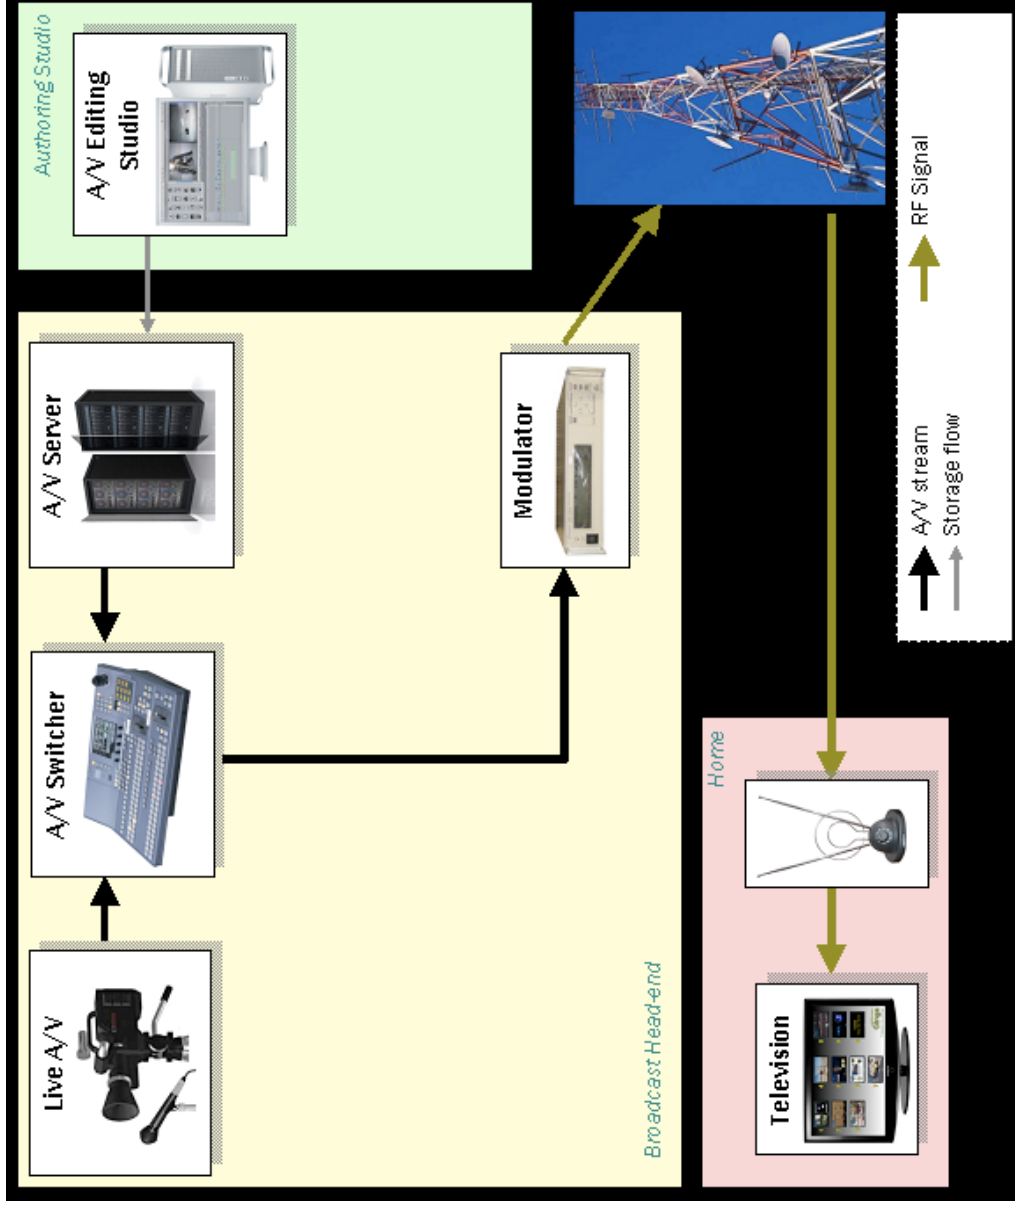 Authoring Studio
A/V Editing
Studio
A/V Server
A/V Switcher
Live A/V
Modulator
Broadcast Head-end
Home
Television
A/V stream
Storage flow
RF Signal